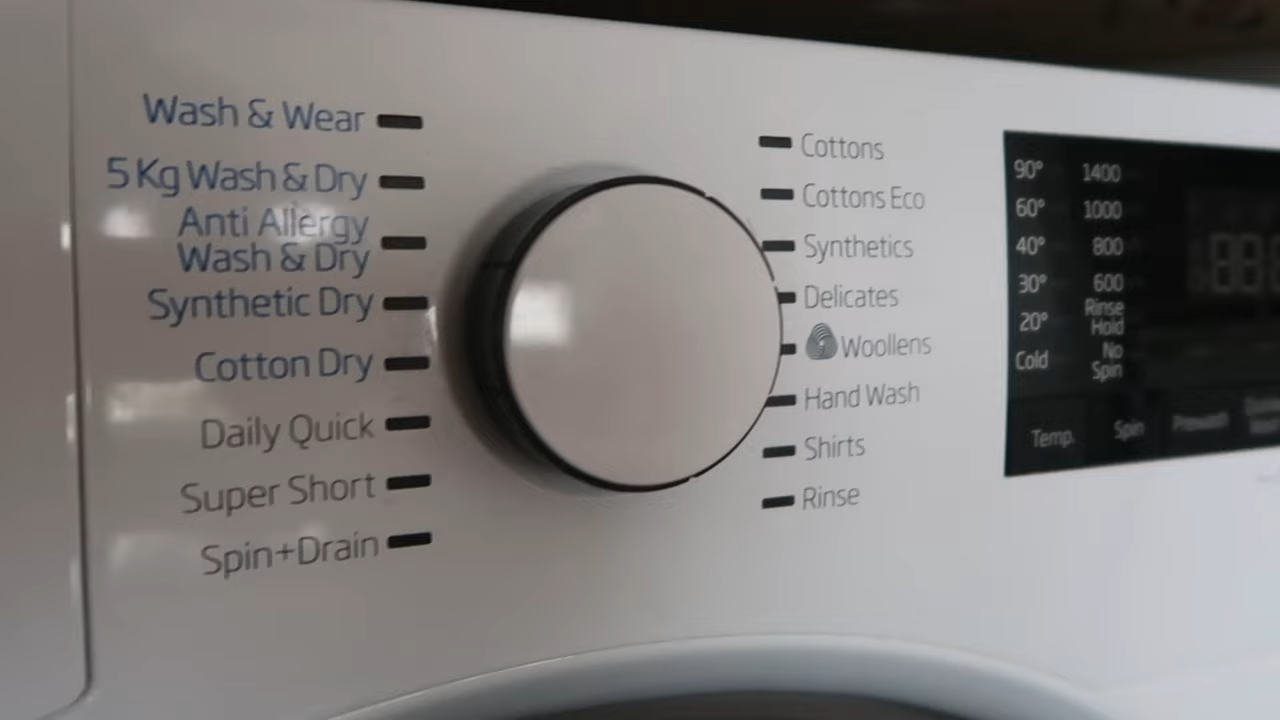 Wash & Wear
5 Kg Wash & Dry
Anti Allergy
Wash & Dry
Synthetic Dry
Cotton Dry
Daily Quick
Super Short
Spin+Drain
Cottons
Cottons Eco
Synthetics
Delicates
Woollens
Hand Wash
Shirts
Rinse
90° 1400
60° 1000
40° 800
30° 600
20° Rinse
Hold
Cold No
Spin
Temp. Spin Prewash